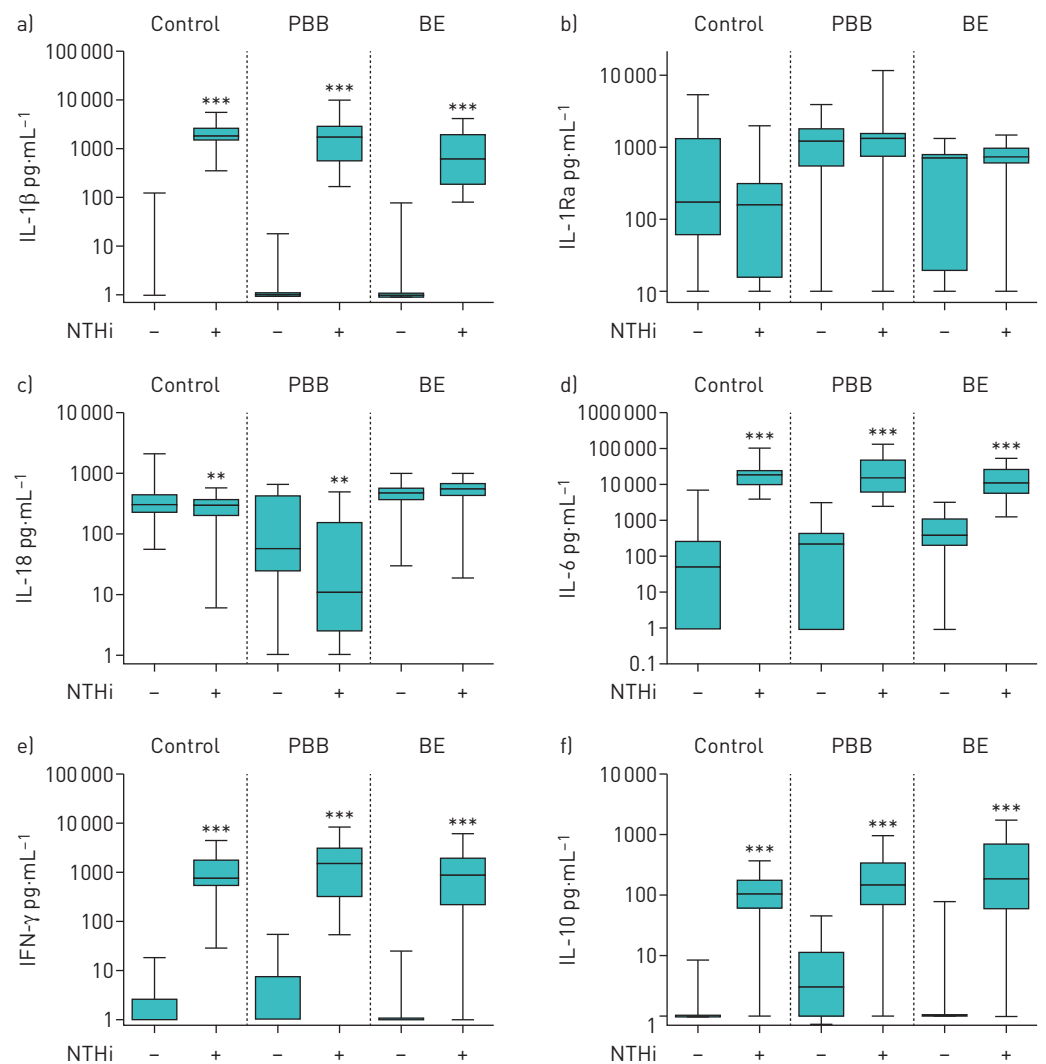 a) Control PBB BE
IL-1β pg·mL⁻¹
100 000
10 000
1000
100
10
1
*** *** ***
NTHi – + – + – +
b) Control PBB BE
IL-1Ra pg·mL⁻¹
10 000
1000
100
10
NTHi – + – + – +
c) Control PBB BE
IL-18 pg·mL⁻¹
10 000
1000
100
10
1
** **
NTHi – + – + – +
d) Control PBB BE
IL-6 pg·mL⁻¹
1000 000
100 000
10 000
1000
100
10
1
0.1
*** *** ***
NTHi – + – + – +
e) Control PBB BE
IFN-γ pg·mL⁻¹
100 000
10 000
1000
100
10
1
*** *** ***
NTHi – + – + – +
f) Control PBB BE
IL-10 pg·mL⁻¹
10 000
1000
100
10
1
*** *** ***
NTHi – + – + – +